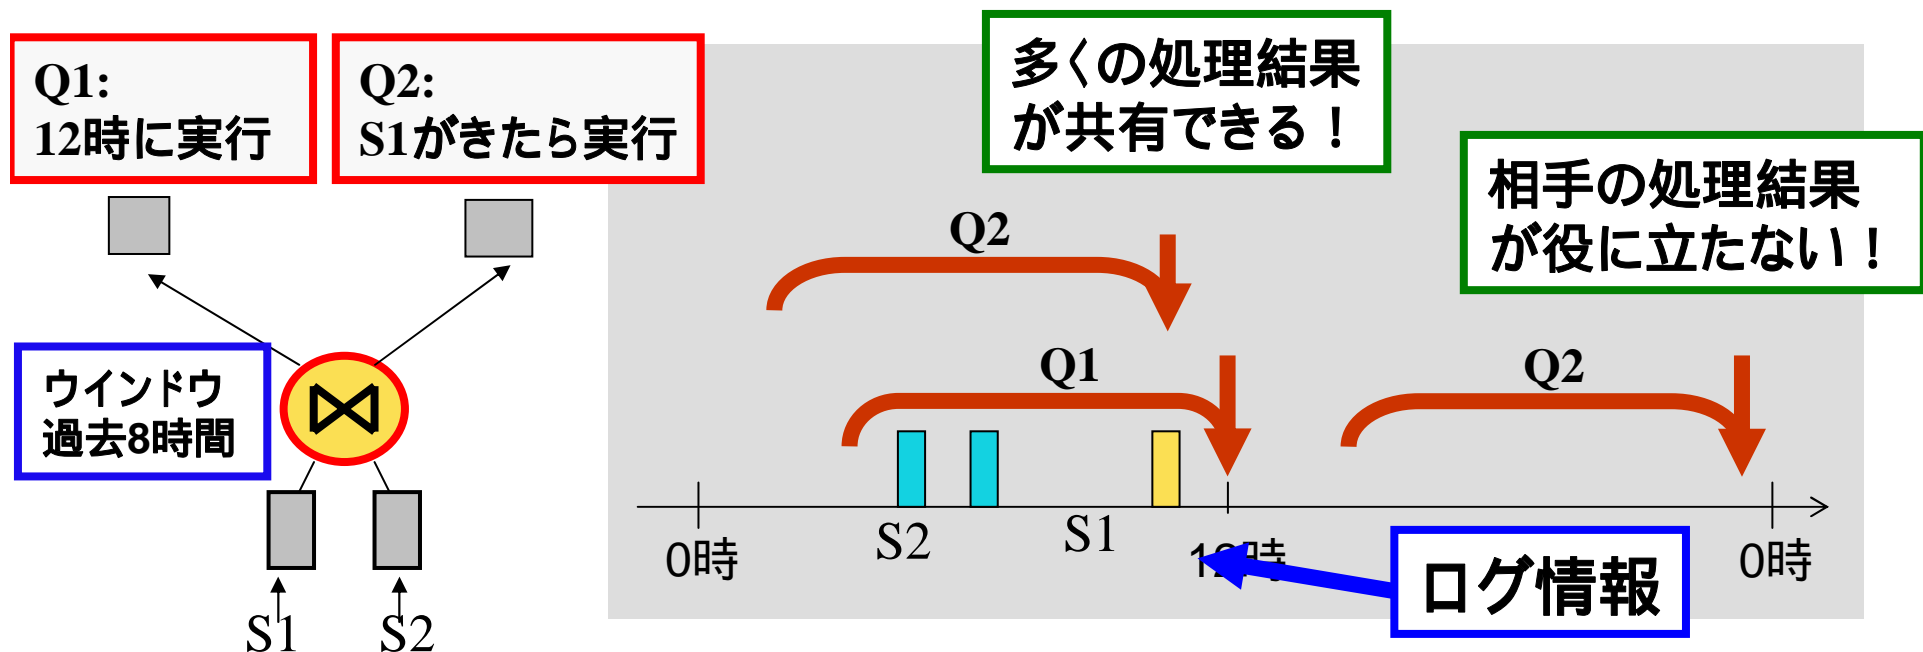 Q1:
12時に実行
Q2:
S1がきたら実行
ウインドウ
過去8時間
S1
S2
多くの処理結果
が共有できる！
相手の処理結果
が役に立たない！
Q2
Q1
Q2
S2
S1
0時
12時
0時
ログ情報